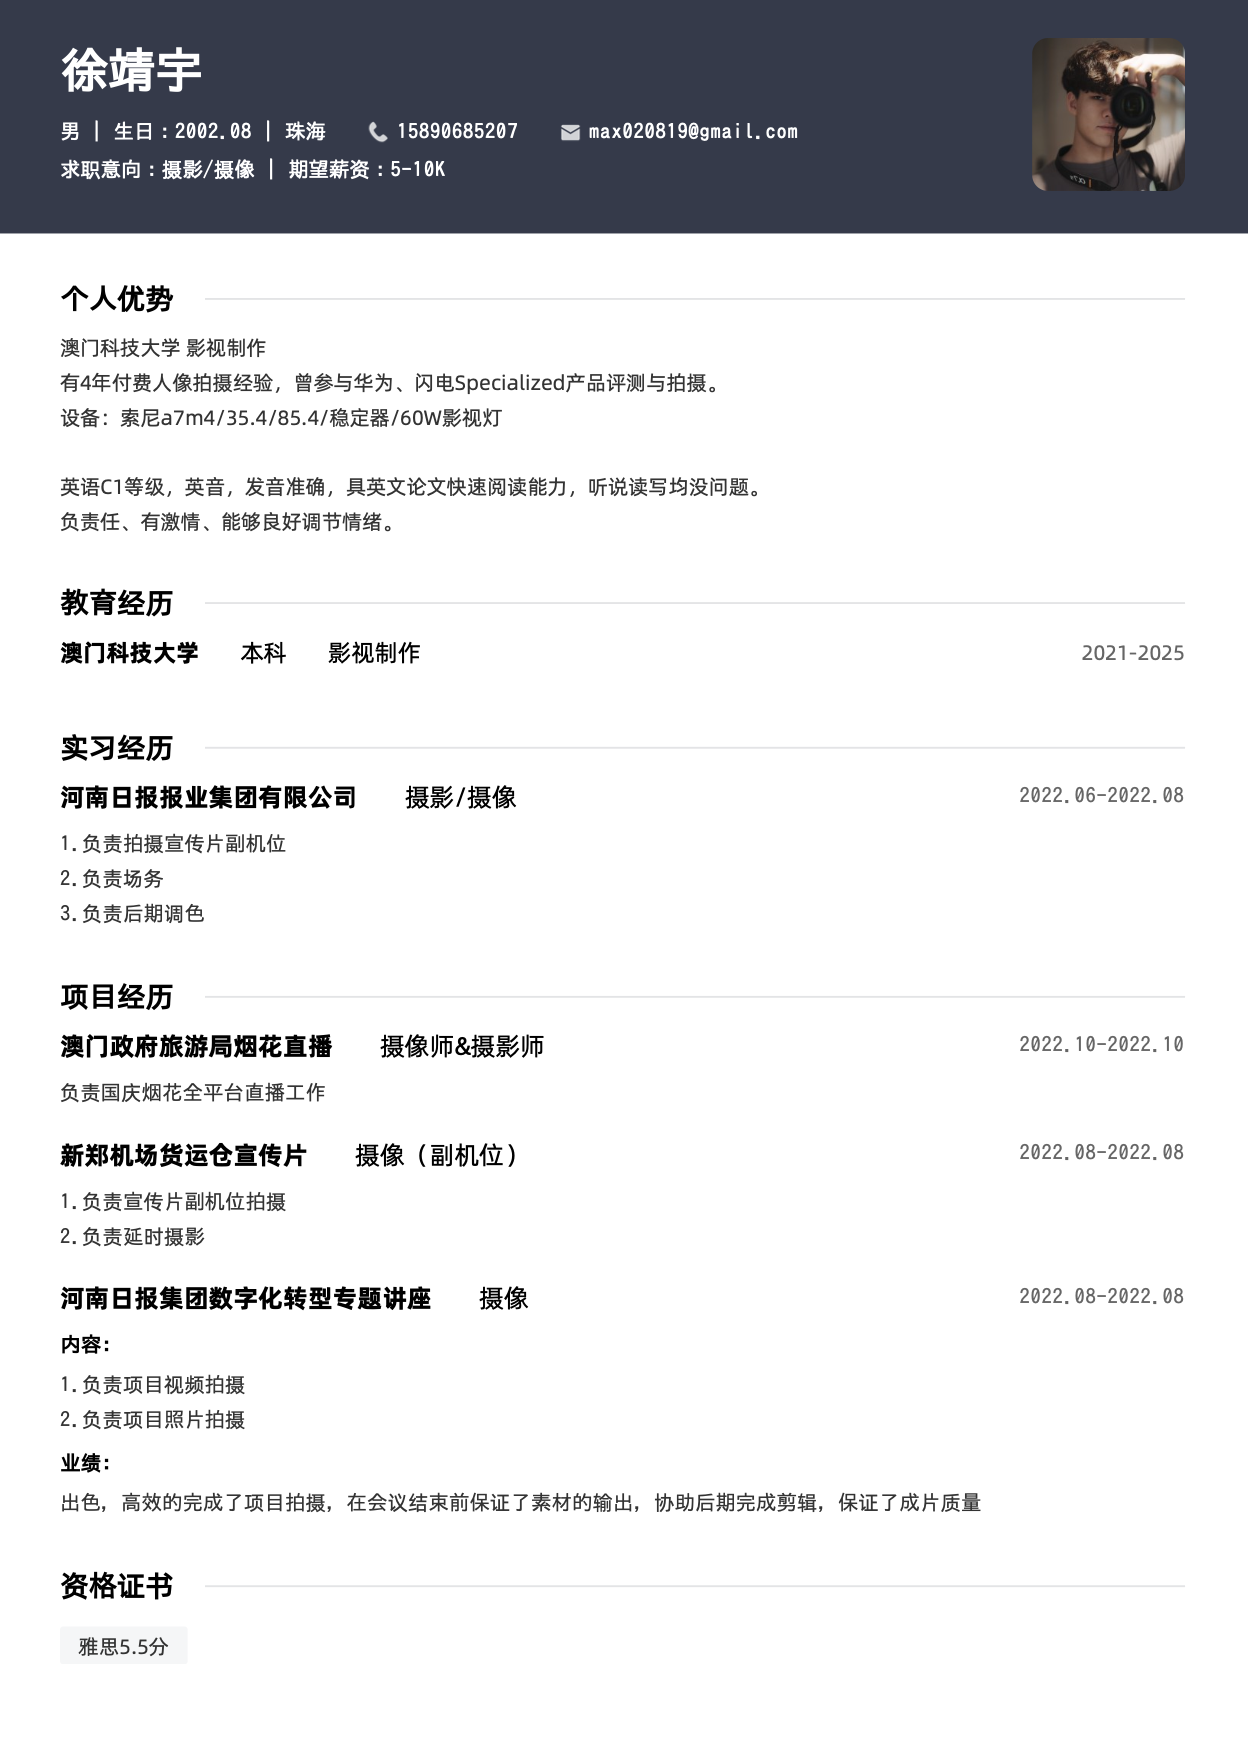 徐靖宇
男 | 生日：2002.08 | 珠海 15890685207 max020819@gmail.com
求职意向：摄影/摄像 | 期望薪资：5-10K
个人优势
澳门科技大学 影视制作
有4年付费人像拍摄经验，曾参与华为、闪电Specialized产品评测与拍摄。
设备：索尼a7m4/35.4/85.4/稳定器/60W影视灯
英语C1等级，英音，发音准确，具英文论文快速阅读能力，听说读写均没问题。
负责任、有激情、能够良好调节情绪。
教育经历
澳门科技大学 本科 影视制作 2021-2025
实习经历
河南日报报业集团有限公司 摄影/摄像 2022.06-2022.08
1.负责拍摄宣传片副机位
2.负责场务
3.负责后期调色
项目经历
澳门政府旅游局烟花直播 摄像师&摄影师 2022.10-2022.10
负责国庆烟花全平台直播工作
新郑机场货运仓宣传片 摄像（副机位） 2022.08-2022.08
1.负责宣传片副机位拍摄
2.负责延时摄影
河南日报集团数字化转型专题讲座 摄像 2022.08-2022.08
内容：
1.负责项目视频拍摄
2.负责项目照片拍摄
业绩：
出色，高效的完成了项目拍摄，在会议结束前保证了素材的输出，协助后期完成剪辑，保证了成片质量
资格证书
雅思5.5分